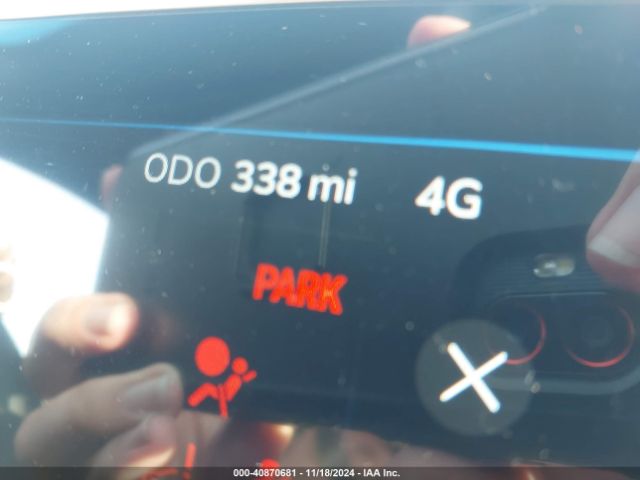 ODO 338 mi 4G
PARK
000-40870681 - 11/18/2024 - IAA Inc.